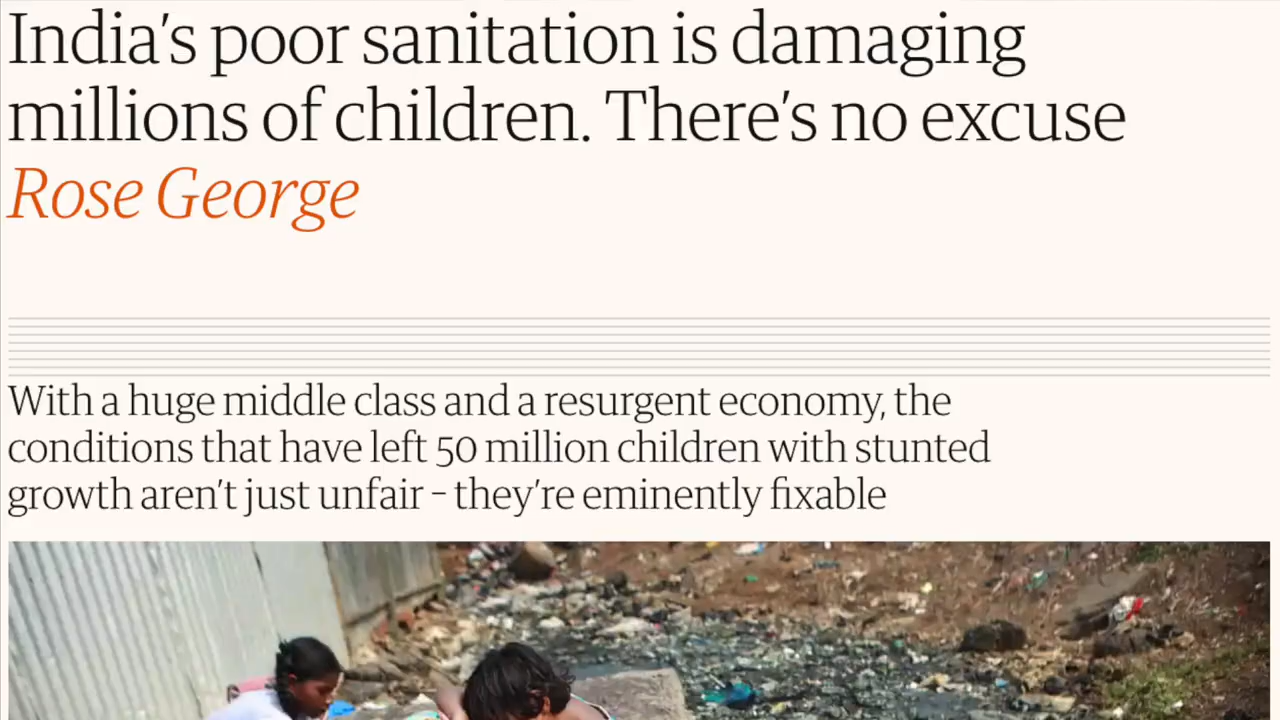 India’s poor sanitation is damaging
millions of children. There’s no excuse
Rose George
With a huge middle class and a resurgent economy, the
conditions that have left 50 million children with stunted
growth aren’t just unfair – they’re eminently fixable